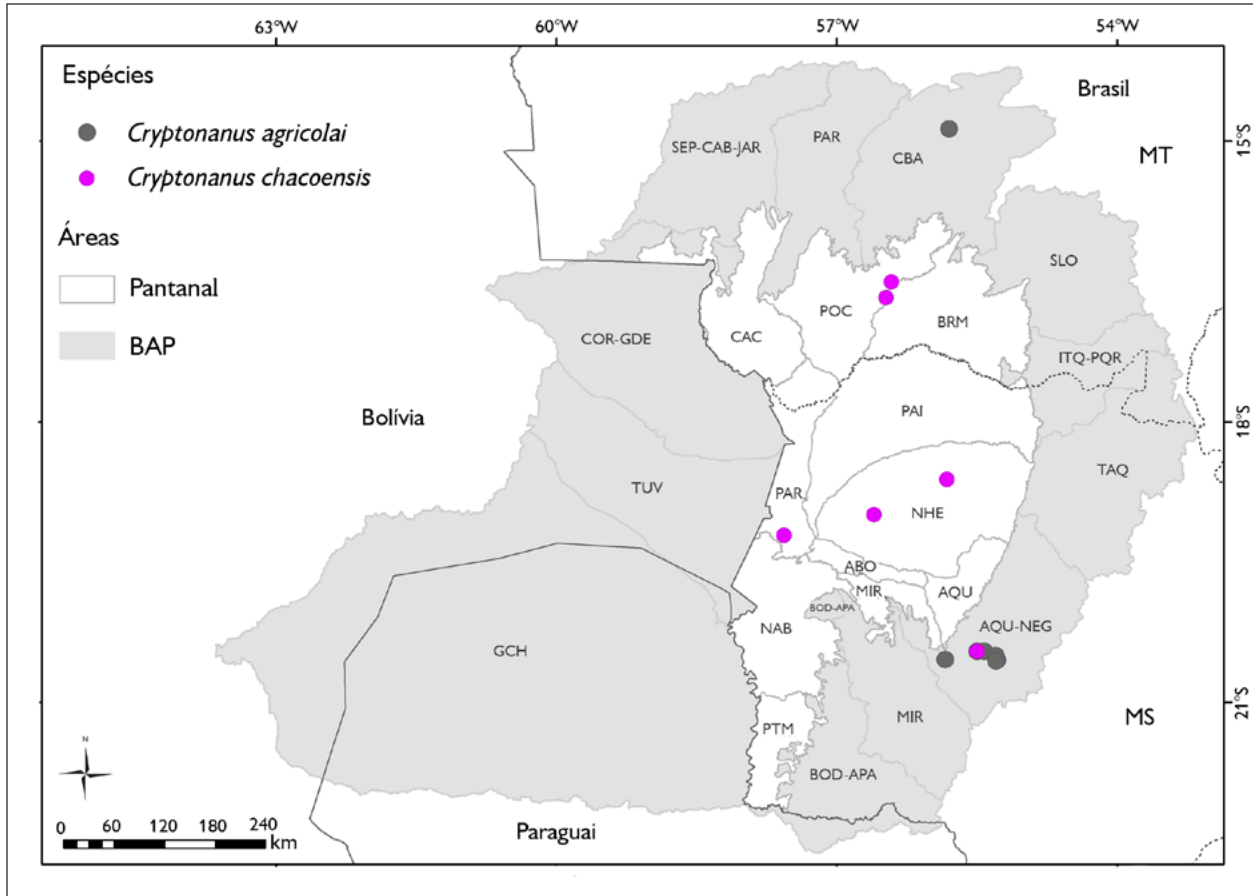 63°W 60°W 57°W 54°W
Espécies
Cryptonanus agricolai
Cryptonanus chacoensis
Áreas
Pantanal
BAP
Brasil
MT
15°S
SEP-CAB-JAR
PAR
CBA
SLO
COR-GDE
CAC
POC
BRM
ITQ-PQR
Bolívia
PAI
18°S
TUV
PAR
NHE
TAQ
ABO
MIR
AQU
BOD-APA
AQU-NEG
NAB
GCH
21°S
MS
PTM
MIR
BOD-APA
N
Paraguai
0 60 120 180 240
km